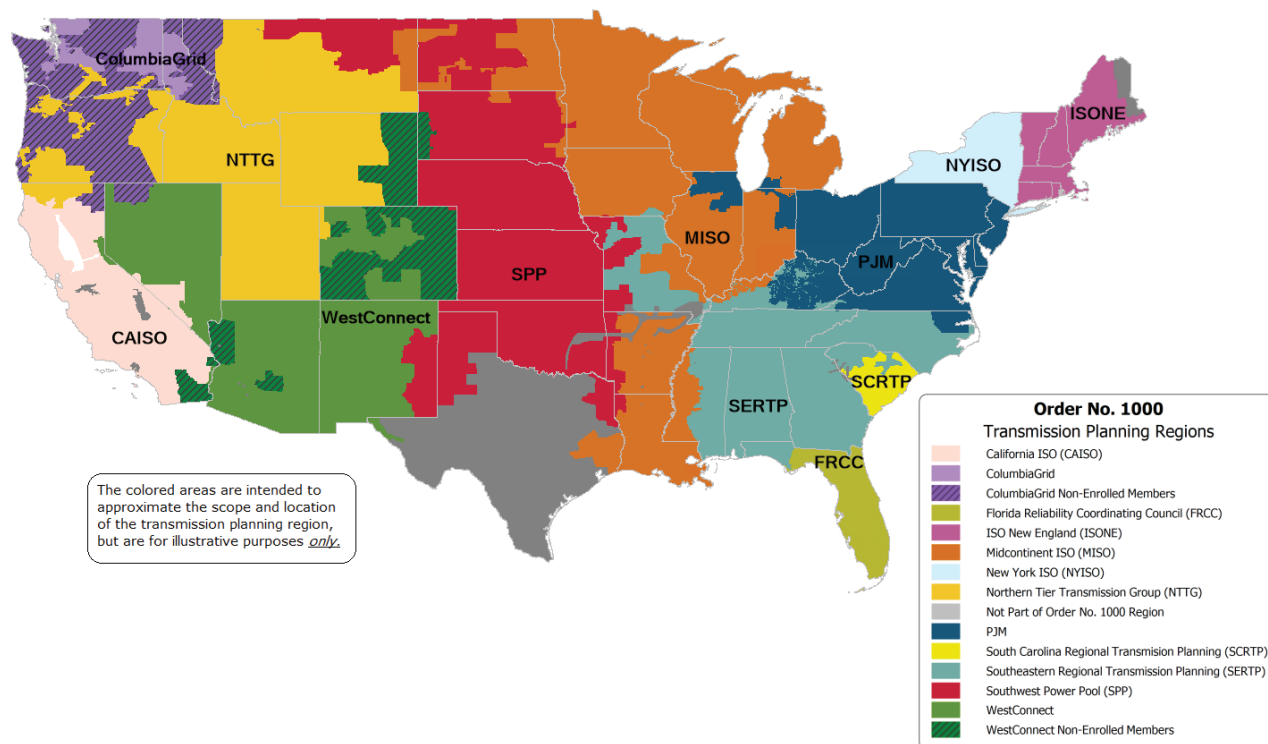 ColumbiaGrid
NTTG
ISONE
NYISO
MISO
PJM
SPP
WestConnect
CAISO
SCRTP
SERTP
FRCC
The colored areas are intended to
approximate the scope and location
of the transmission planning region,
but are for illustrative purposes only.
Order No. 1000
Transmission Planning Regions
California ISO (CAISO)
ColumbiaGrid
ColumbiaGrid Non-Enrolled Members
Florida Reliability Coordinating Council (FRCC)
ISO New England (ISONE)
Midcontinent ISO (MISO)
New York ISO (NYISO)
Northern Tier Transmission Group (NTTG)
Not Part of Order No. 1000 Region
PJM
South Carolina Regional Transmision Planning (SCRTP)
Southeastern Regional Transmission Planning (SERTP)
Southwest Power Pool (SPP)
WestConnect
WestConnect Non-Enrolled Members